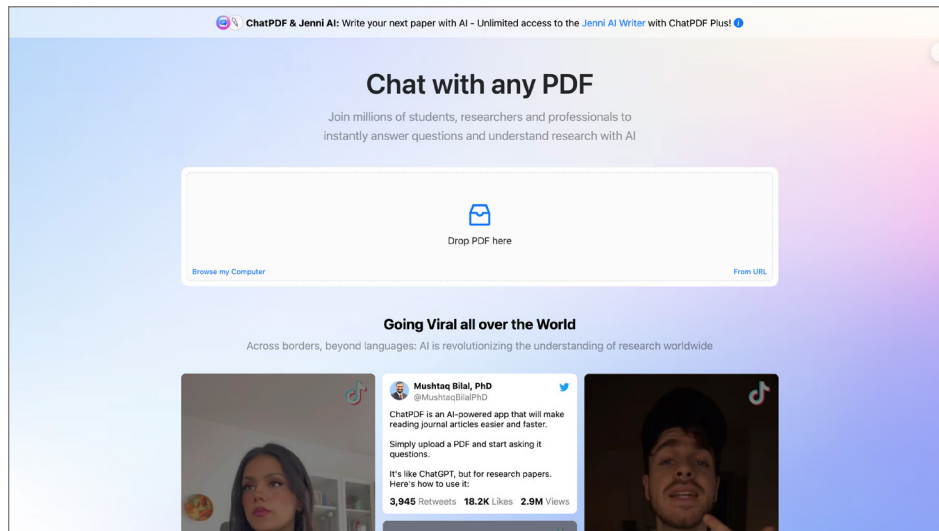 ChatPDF & Jenni AI: Write your next paper with AI - Unlimited access to the Jenni AI Writer with ChatPDF Plus!
Chat with any PDF
Join millions of students, researchers and professionals to
instantly answer questions and understand research with AI
Drop PDF here
Browse my Computer
From URL
Going Viral all over the World
Across borders, beyond languages: AI is revolutionizing the understanding of research worldwide
Mushtaq Bilal, PhD
@MushtaqBilalPhD
ChatPDF is an AI-powered app that will make
reading journal articles easier and faster.
Simply upload a PDF and start asking it
questions.
It's like ChatGPT, but for research papers.
Here's how to use it:
3,945 Retweets 18.2K Likes 2.9M Views